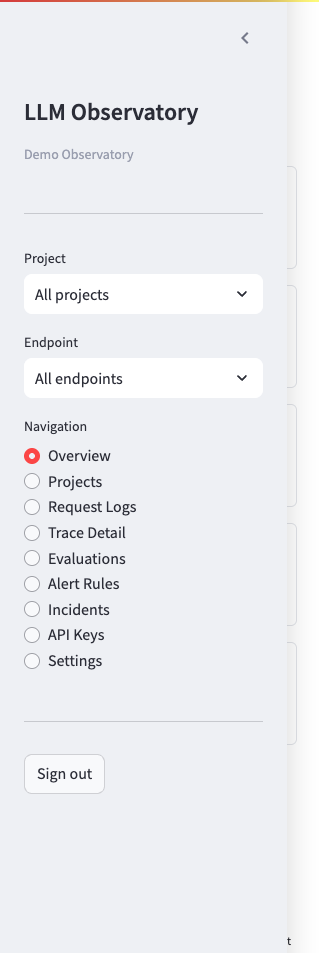 LLM Observatory
Demo Observatory
Project
All projects
Endpoint
All endpoints
Navigation
Overview
Projects
Request Logs
Trace Detail
Evaluations
Alert Rules
Incidents
API Keys
Settings
Sign out
t